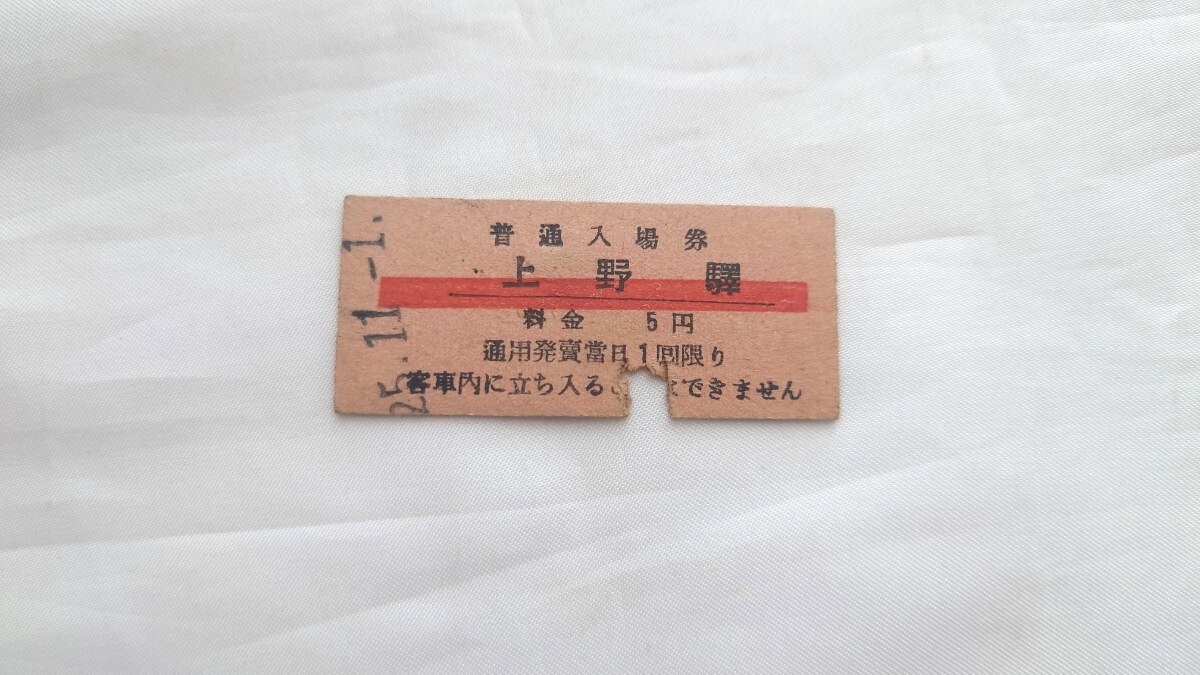 普通入場券
上野驛
料金 5円
通用発賣當日1回限り
客車内に立ち入る はできません
25.11-1.